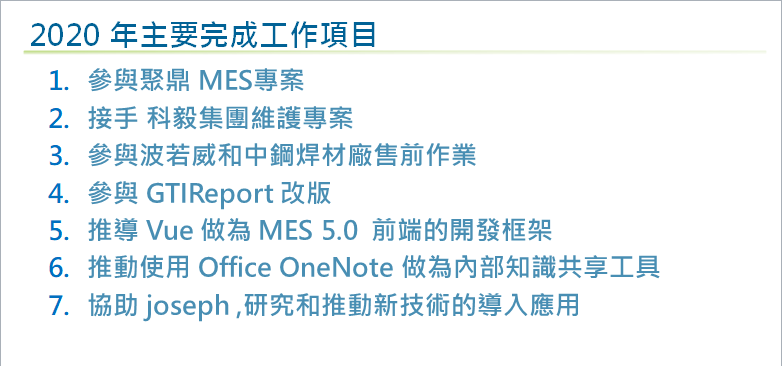 2020 年主要完成工作項目
1. 參與聚鼎 MES專案
2. 接手 科毅集團維護專案
3. 參與波若威和中鋼焊材廠售前作業
4. 參與 GTIReport 改版
5. 推導 Vue 做為 MES 5.0 前端的開發框架
6. 推動使用 Office OneNote 做為內部知識共享工具
7. 協助 joseph ,研究和推動新技術的導入應用